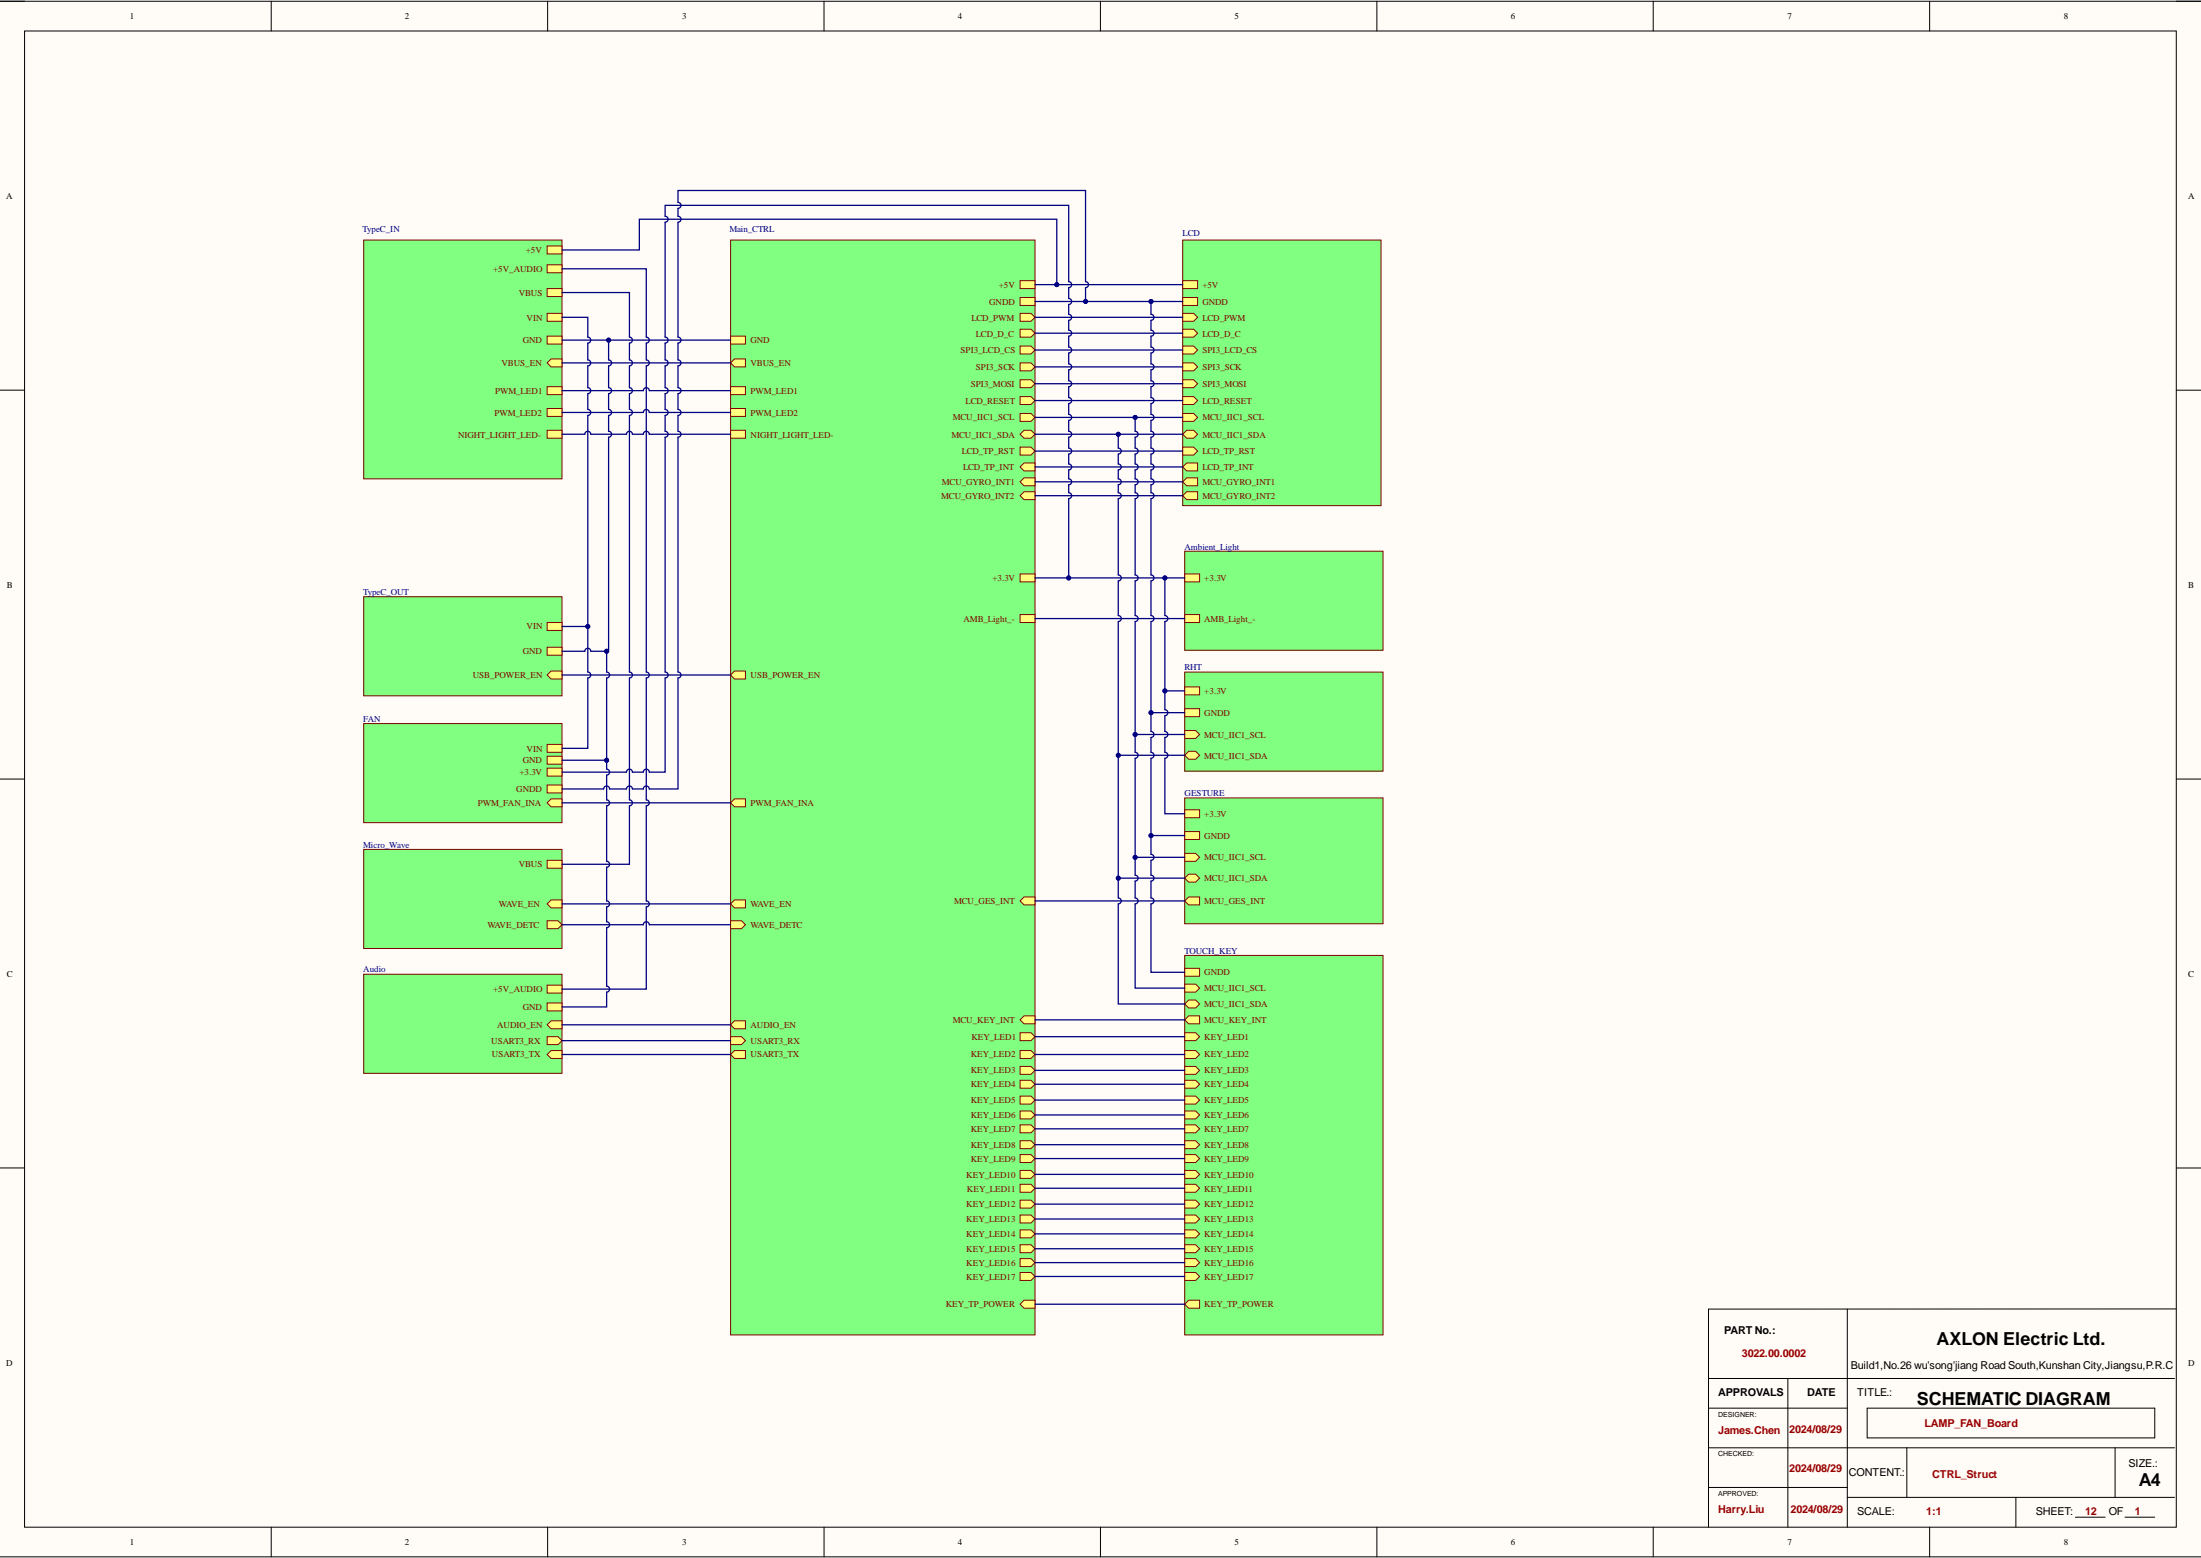 1 2 3 4 5 6 7 8
A
B
C
D
A
B
C
D
TypeC_IN
+5V
+5V_AUDIO
VBUS
VIN
GND
VBUS_EN
PWM_LED1
PWM_LED2
NIGHT_LIGHT_LED-
TypeC_OUT
VIN
GND
USB_POWER_EN
FAN
VIN
GND
+3.3V
GNDD
PWM_FAN_INA
Micro_Wave
VBUS
WAVE_EN
WAVE_DETC
Audio
+5V_AUDIO
GND
AUDIO_EN
USART3_RX
USART3_TX
Main_CTRL
GND
VBUS_EN
PWM_LED1
PWM_LED2
NIGHT_LIGHT_LED-
USB_POWER_EN
PWM_FAN_INA
WAVE_EN
WAVE_DETC
AUDIO_EN
USART3_RX
USART3_TX
+5V
GNDD
LCD_PWM
LCD_D_C
SPI3_LCD_CS
SPI3_SCK
SPI3_MOSI
LCD_RESET
MCU_IIC1_SCL
MCU_IIC1_SDA
LCD_TP_RST
LCD_TP_INT
MCU_GYRO_INT1
MCU_GYRO_INT2
+3.3V
AMB_Light_-
MCU_GES_INT
MCU_KEY_INT
KEY_LED1
KEY_LED2
KEY_LED3
KEY_LED4
KEY_LED5
KEY_LED6
KEY_LED7
KEY_LED8
KEY_LED9
KEY_LED10
KEY_LED11
KEY_LED12
KEY_LED13
KEY_LED14
KEY_LED15
KEY_LED16
KEY_LED17
KEY_TP_POWER
LCD
+5V
GNDD
LCD_PWM
LCD_D_C
SPI3_LCD_CS
SPI3_SCK
SPI3_MOSI
LCD_RESET
MCU_IIC1_SCL
MCU_IIC1_SDA
LCD_TP_RST
LCD_TP_INT
MCU_GYRO_INT1
MCU_GYRO_INT2
Ambient_Light
+3.3V
AMB_Light_-
RHT
+3.3V
GNDD
MCU_IIC1_SCL
MCU_IIC1_SDA
GESTURE
+3.3V
GNDD
MCU_IIC1_SCL
MCU_IIC1_SDA
MCU_GES_INT
TOUCH_KEY
GNDD
MCU_IIC1_SCL
MCU_IIC1_SDA
MCU_KEY_INT
KEY_LED1
KEY_LED2
KEY_LED3
KEY_LED4
KEY_LED5
KEY_LED6
KEY_LED7
KEY_LED8
KEY_LED9
KEY_LED10
KEY_LED11
KEY_LED12
KEY_LED13
KEY_LED14
KEY_LED15
KEY_LED16
KEY_LED17
KEY_TP_POWER
PART No.:
3022.00.0002
AXLON Electric Ltd.
Build1,No.26 wu'song'jiang Road South,Kunshan City,Jiangsu,P.R.C
APPROVALS DATE
TITLE.: SCHEMATIC DIAGRAM
LAMP_FAN_Board
DESIGNER:
James.Chen 2024/08/29
CHECKED:
2024/08/29
CONTENT.: CTRL_Struct
SIZE.:
A4
APPROVED:
Harry.Liu 2024/08/29
SCALE: 1:1
SHEET: 12 OF 1
1 2 3 4 5 6 7 8